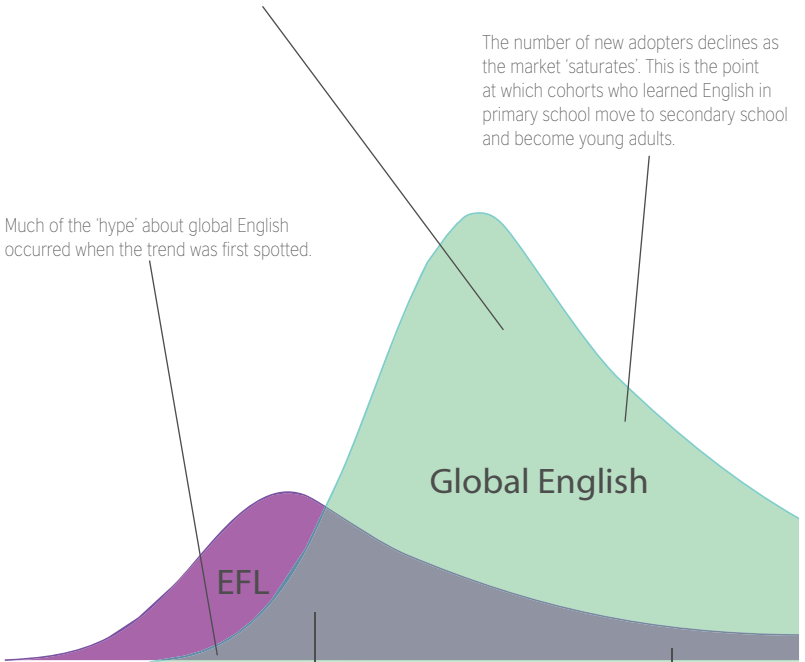 The number of new adopters declines as
the market ‘saturates’. This is the point
at which cohorts who learned English in
primary school move to secondary school
and become young adults.
Much of the ‘hype’ about global English
occurred when the trend was first spotted.
Global English
EFL